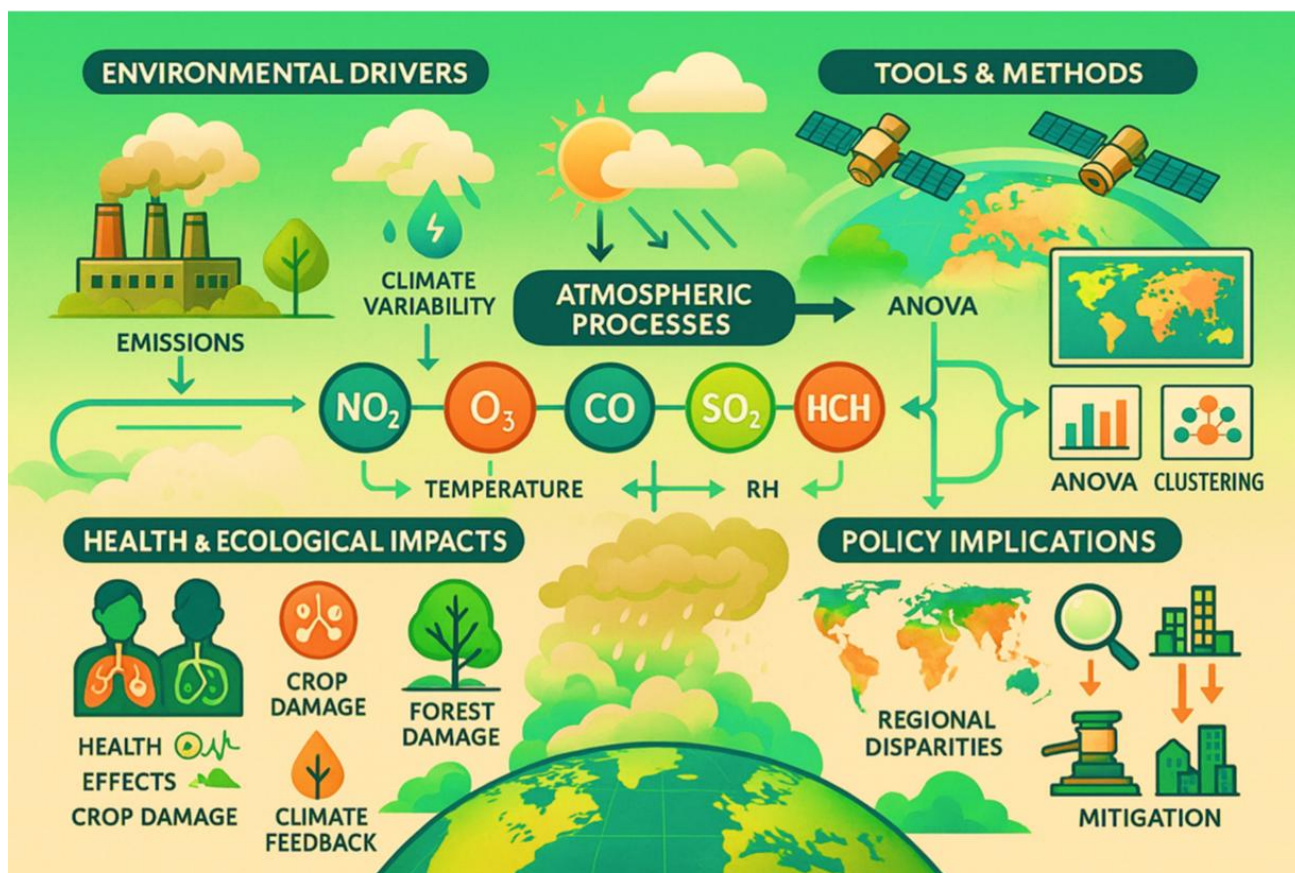 ENVIRONMENTAL DRIVERS
TOOLS & METHODS
EMISSIONS
CLIMATE
VARIABILITY
ATMOSPHERIC
PROCESSES
ANOVA
NO₂
O₃
CO
SO₂
HCH
TEMPERATURE
RH
ANOVA
CLUSTERING
HEALTH & ECOLOGICAL IMPACTS
HEALTH
EFFECTS
CROP DAMAGE
CROP
DAMAGE
CLIMATE
FEEDBACK
FOREST
DAMAGE
POLICY IMPLICATIONS
REGIONAL
DISPARITIES
MITIGATION